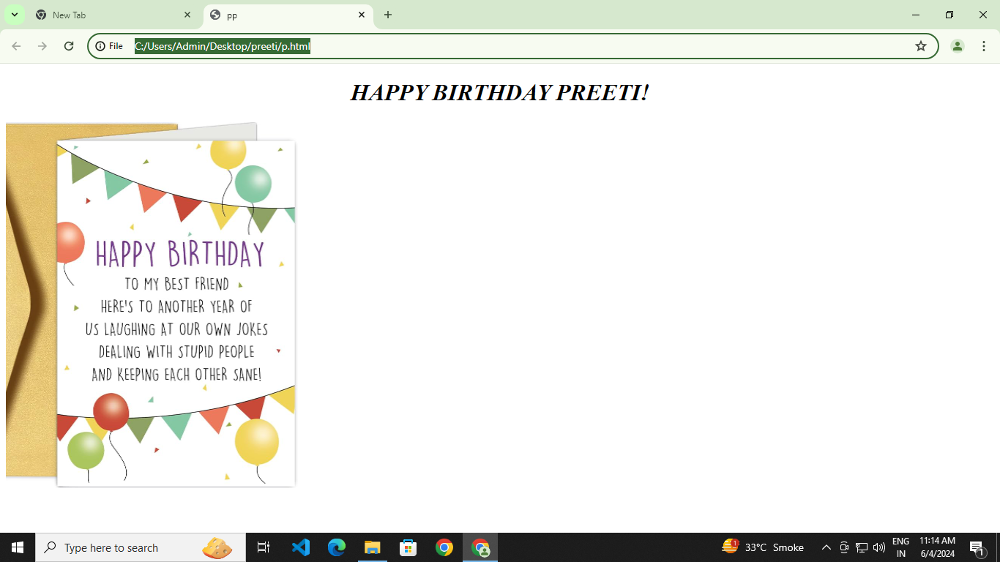 New Tab
pp
File
C:/Users/Admin/Desktop/preeti/p.html
HAPPY BIRTHDAY PREETI!
HAPPY BIRTHDAY
TO MY BEST FRIEND
HERE'S TO ANOTHER YEAR OF
US LAUGHING AT OUR OWN JOKES
DEALING WITH STUPID PEOPLE
AND KEEPING EACH OTHER SANE!
Type here to search
1
33°C Smoke
ENG
IN
11:14 AM
6/4/2024
1